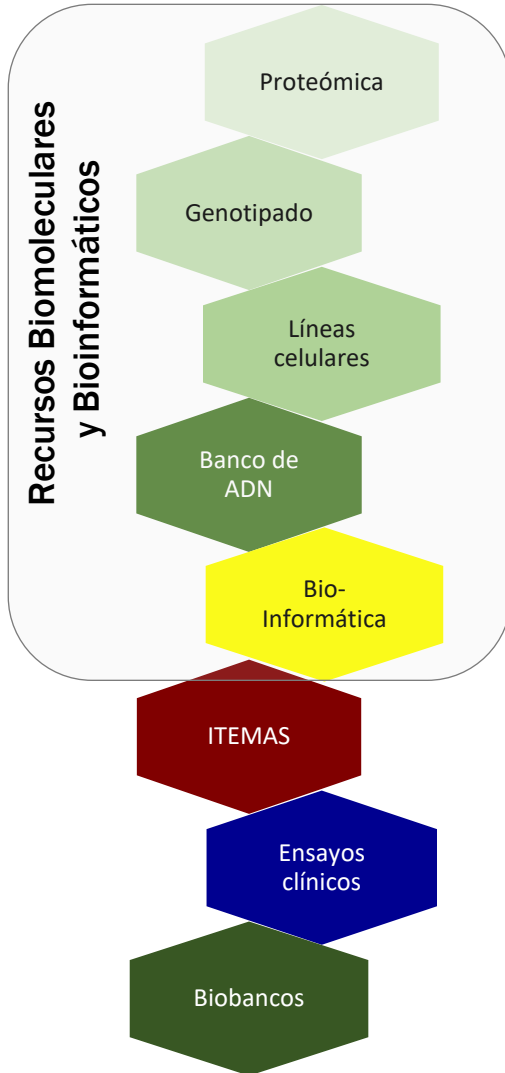 Recursos Biomoleculares
y Bioinformáticos
Proteómica
Genotipado
Líneas
celulares
Banco de
ADN
Bio-
Informática
ITEMAS
Ensayos
clínicos
Biobancos